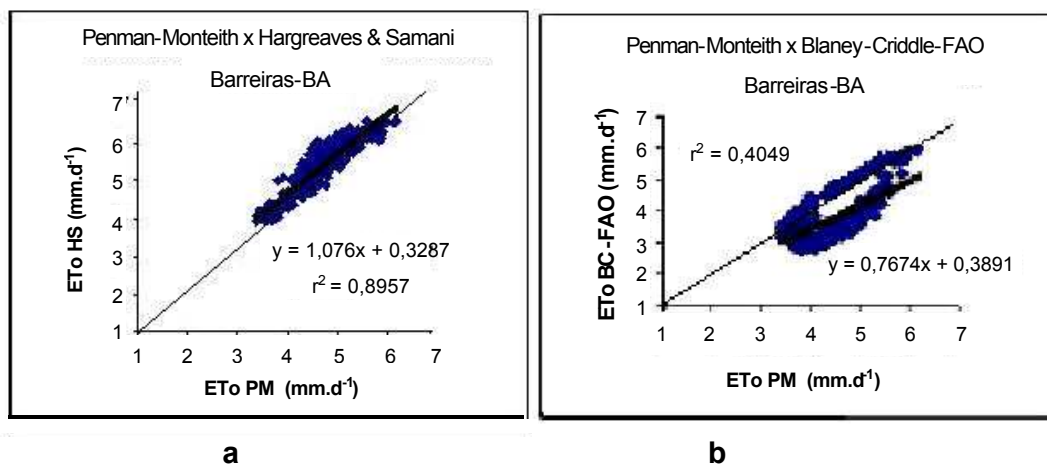 Penman-Monteith x Hargreaves & Samani
Barreiras-BA
7'
6
5
4
3
2
1
ETo HS (mm.d-1)
y = 1,076x + 0,3287
r2 = 0,8957
1 2 3 4 5 6 7
ETo PM (mm.d-1)
a
Penman-Monteith x Blaney-Criddle-FAO
Barreiras-BA
7
6
5
4
3
2
1
ETo BC-FAO (mm.d-1)
r2 = 0,4049
y = 0,7674x + 0,3891
1 2 3 4 5 6 7
ETo PM (mm.d-1)
b